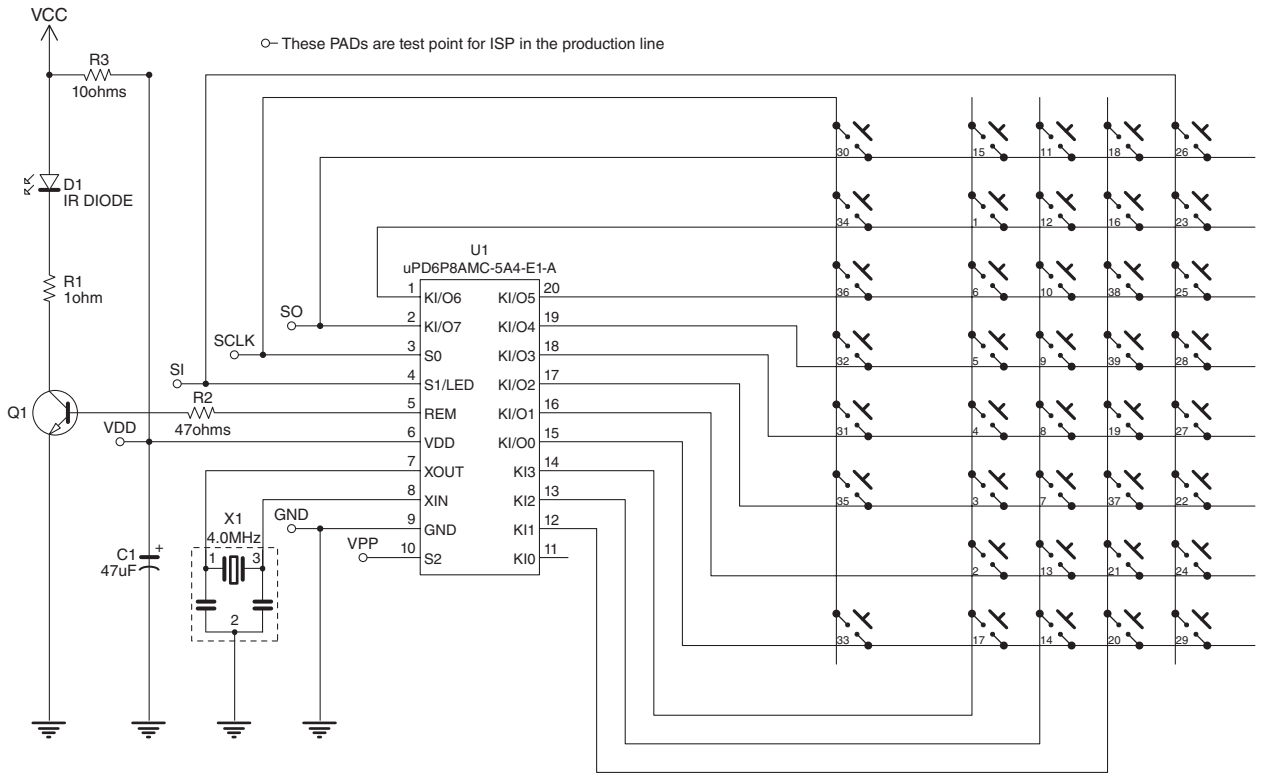 VCC
These PADs are test point for ISP in the production line
R3
10ohms
30 15 11 18 26
D1
IR DIODE
34 1 12 16 23
U1
uPD6P8AMC-5A4-E1-A
R1
1ohm
36 6 10 38 25
1 KI/O6 KI/O5 20
SO
2 KI/O7 KI/O4 19
SCLK
3 S0 KI/O3 18
32 5 9 39 28
SI
4 S1/LED KI/O2 17
Q1
R2
47ohms
5 REM KI/O1 16
VDD
6 VDD KI/O0 15
31 4 8 19 27
7 XOUT KI3 14
8 XIN KI2 13
35 3 7 37 22
X1
4.0MHz
GND
9 GND KI1 12
VPP
10 S2 KI0 11
C1
47uF
+
1 3
2
2 13 21 24
33 17 14 20 29